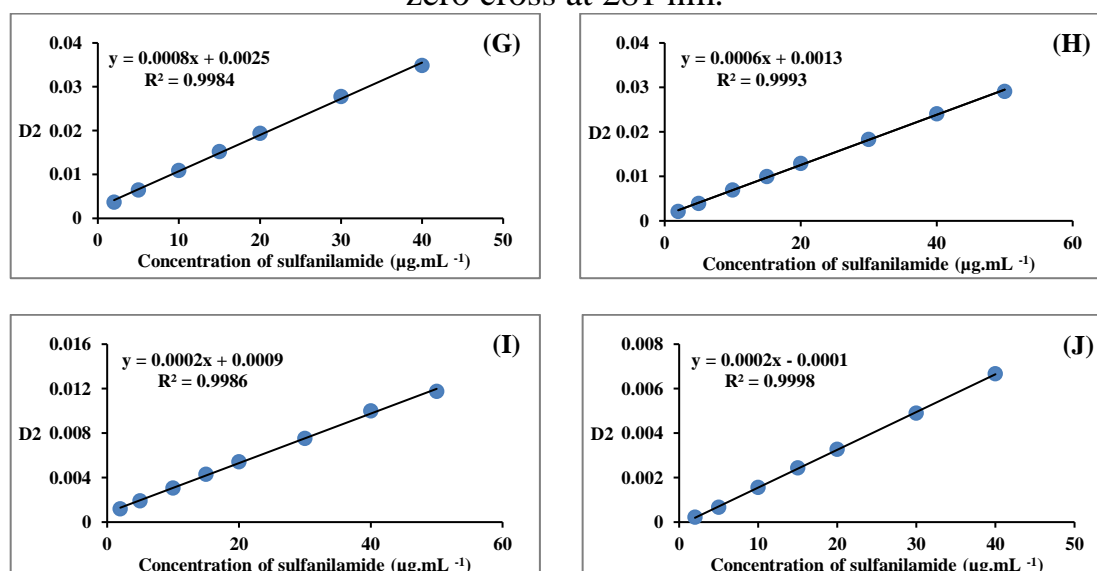 zero cross at 281 nm.
(G)
y = 0.0008x + 0.0025
R² = 0.9984
D2
0.04
0.03
0.02
0.01
0
0 10 20 30 40 50
Concentration of sulfanilamide (µg.mL ⁻¹)
(H)
y = 0.0006x + 0.0013
R² = 0.9993
D2
0.04
0.03
0.02
0.01
0
0 20 40 60
Concentration of sulfanilamide (µg.mL ⁻¹)
(I)
y = 0.0002x + 0.0009
R² = 0.9986
D2
0.016
0.012
0.008
0.004
0
0 20 40 60
Concentration of sulfanilamide (µg.mL ⁻¹)
(J)
y = 0.0002x - 0.0001
R² = 0.9998
D2
0.008
0.006
0.004
0.002
0
0 10 20 30 40 50
Concentration of sulfanilamide (µg.mL ⁻¹)